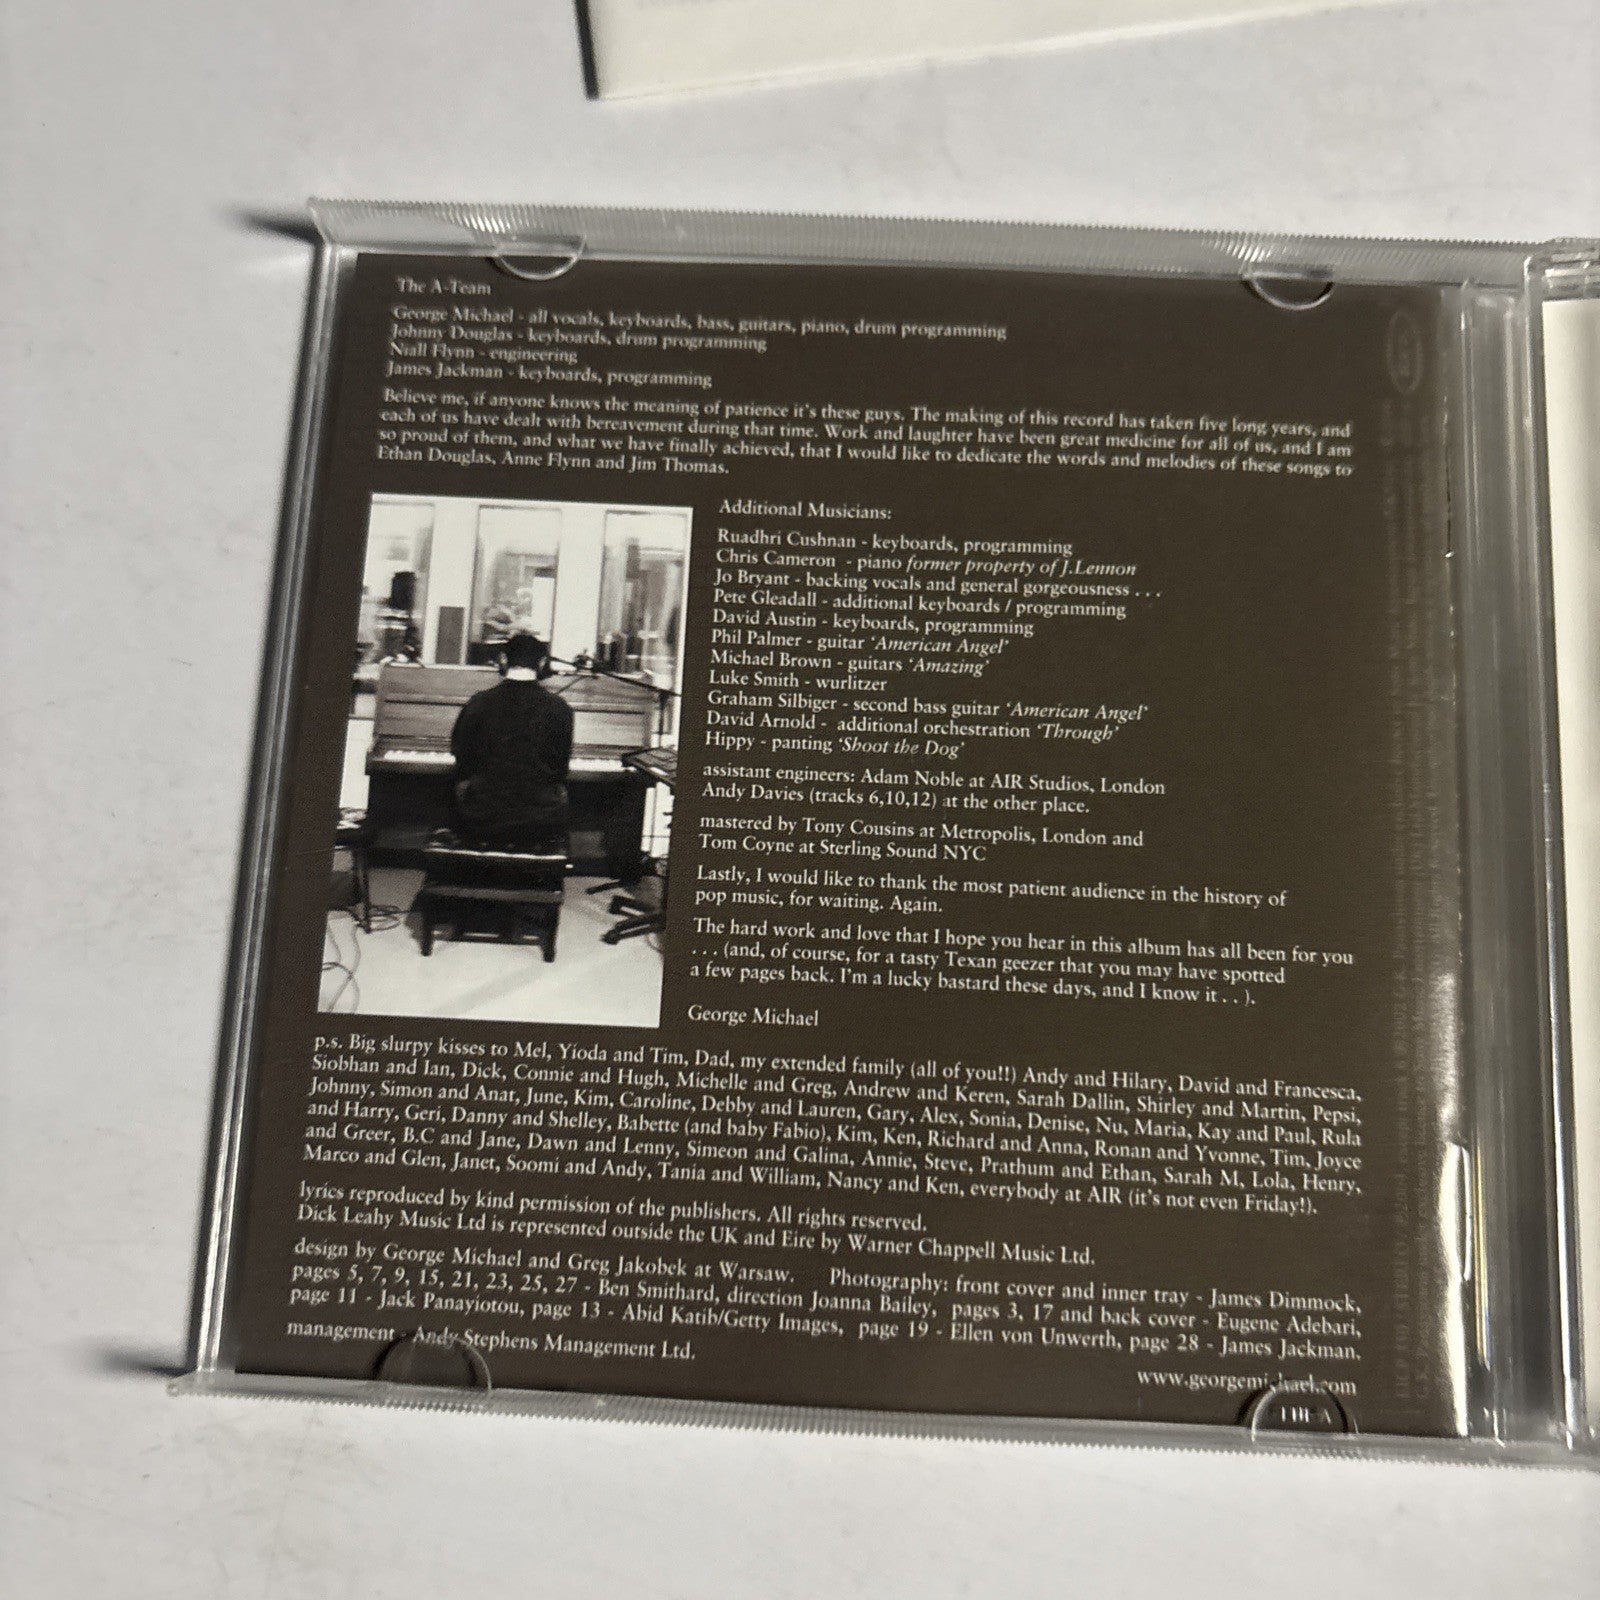 The A-Team
George Michael - all vocals, keyboards, bass, guitars, piano, drum programming
Johnny Douglas - keyboards, drum programming
Niall Flynn - engineering
James Jackman - keyboards, programming
Believe me, if anyone knows the meaning of patience it's these guys. The making of this record has taken five long years, and
each of us have dealt with bereavement during that time. Work and laughter have been great medicine for all of us, and I am
so proud of them, and what we have finally achieved, that I would like to dedicate the words and melodies of these songs to
Ethan Douglas, Anne Flynn and Jim Thomas.
Additional Musicians:
Ruadhri Cushnan - keyboards, programming
Chris Cameron - piano former property of J.Lennon
Jo Bryant - backing vocals and general gorgeousness . . .
Pete Gleadall - additional keyboards / programming
David Austin - keyboards, programming
Phil Palmer - guitar 'American Angel'
Michael Brown - guitars 'Amazing'
Luke Smith - wurlitzer
Graham Silbiger - second bass guitar 'American Angel'
David Arnold - additional orchestration 'Through'
Hippy - panting 'Shoot the Dog'
assistant engineers: Adam Noble at AIR Studios, London
Andy Davies (tracks 6,10,12) at the other place.
mastered by Tony Cousins at Metropolis, London and
Tom Coyne at Sterling Sound NYC
Lastly, I would like to thank the most patient audience in the history of
pop music, for waiting. Again.
The hard work and love that I hope you hear in this album has all been for you
. . . (and, of course, for a tasty Texan geezer that you may have spotted
a few pages back. I'm a lucky bastard these days, and I know it . . ).
George Michael
p.s. Big slurpy kisses to Mel, Yioda and Tim, Dad, my extended family (all of you!!) Andy and Hilary, David and Francesca,
Siobhan and Ian, Dick, Connie and Hugh, Michelle and Greg, Andrew and Keren, Sarah Dallin, Shirley and Martin, Pepsi,
Johnny, Simon and Anat, June, Kim, Caroline, Debby and Lauren, Gary, Alex, Sonia, Denise, Nu, Maria, Kay and Paul, Rula
and Harry, Geri, Danny and Shelley, Babette (and baby Fabio), Kim, Ken, Richard and Anna, Ronan and Yvonne, Tim, Joyce
and Greer, B.C and Jane, Dawn and Lenny, Simeon and Galina, Annie, Steve, Prathum and Ethan, Sarah M, Lola, Henry,
Marco and Glen, Janet, Soomi and Andy, Tania and William, Nancy and Ken, everybody at AIR (it's not even Friday!).
lyrics reproduced by kind permission of the publishers. All rights reserved.
Dick Leahy Music Ltd is represented outside the UK and Eire by Warner Chappell Music Ltd.
design by George Michael and Greg Jakobek at Warsaw. Photography: front cover and inner tray - James Dimmock,
pages 5, 7, 9, 15, 21, 23, 25, 27 - Ben Smithard, direction Joanna Bailey, pages 3, 17 and back cover - Eugene Adebari,
page 11 - Jack Panayiotou, page 13 - Abid Katib/Getty Images, page 19 - Ellen von Unwerth, page 28 - James Jackman.
management - Andy Stephens Management Ltd.
www.georgemichael.com